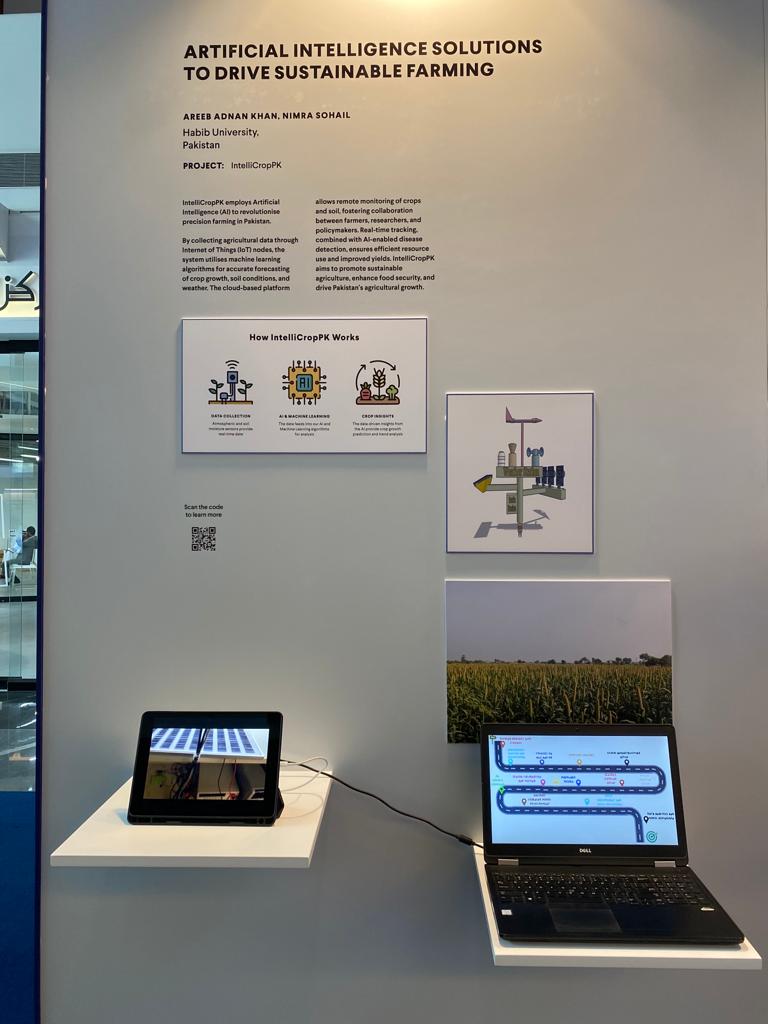 ARTIFICIAL INTELLIGENCE SOLUTIONS
TO DRIVE SUSTAINABLE FARMING
AREEB ADNAN KHAN, NIMRA SOHAIL
Habib University,
Pakistan
PROJECT: IntelliCropPK
IntelliCropPK employs Artificial
Intelligence (AI) to revolutionise
precision farming in Pakistan.
By collecting agricultural data through
Internet of Things (IoT) nodes, the
system utilises machine learning
algorithms for accurate forecasting
of crop growth, soil conditions, and
weather. The cloud-based platform
allows remote monitoring of crops
and soil, fostering collaboration
between farmers, researchers, and
policymakers. Real-time tracking,
combined with AI-enabled disease
detection, ensures efficient resource
use and improved yields. IntelliCropPK
aims to promote sustainable
agriculture, enhance food security, and
drive Pakistan's agricultural growth.
How IntelliCropPK Works
AI
DATA COLLECTION
Atmospheric and soil
moisture sensors provide
real-time data
AI & MACHINE LEARNING
The data feeds into our AI and
Machine Learning algorithms
for analysis
CROP INSIGHTS
The data-driven insights from
the AI provide crop growth
prediction and trend analysis
Scan the code
to learn more
DELL